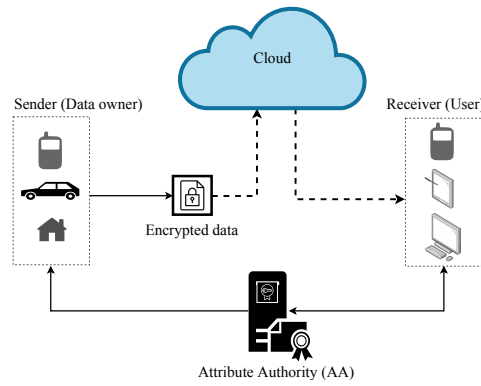 Cloud
Sender (Data owner)
Receiver (User)
Encrypted data
Attribute Authority (AA)